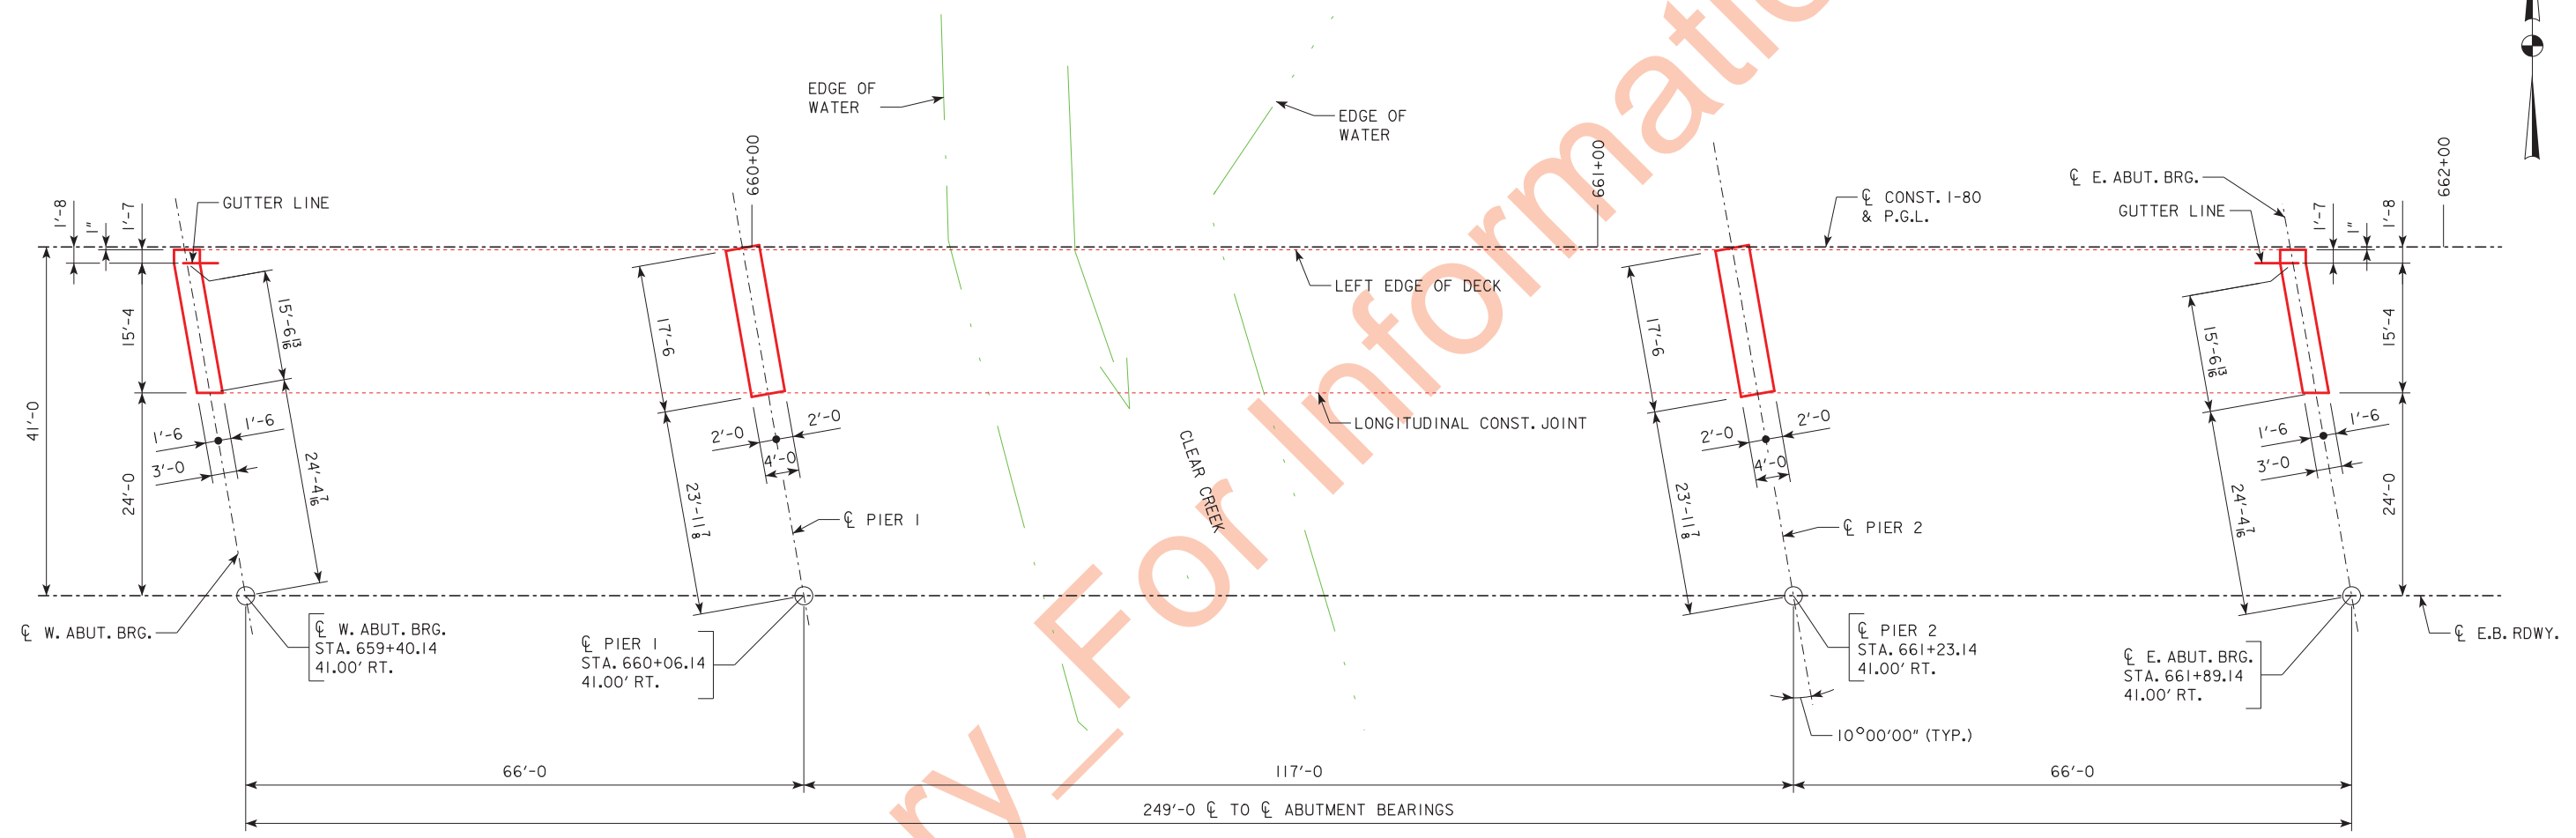 EDGE OF
WATER
EDGE OF
WATER
660+00
661+00
662+00
1'-8
1"
1'-7
GUTTER LINE
℄ CONST. I-80
& P.G.L.
℄ E. ABUT. BRG.
GUTTER LINE
1'-7
1"
1'-8
LEFT EDGE OF DECK
41'-0
15'-4
15'-6 13/16
17'-6
17'-6
15'-6 13/16
15'-4
LONGITUDINAL CONST. JOINT
1'-6
1'-6
3'-0
2'-0
2'-0
4'-0
2'-0
2'-0
4'-0
1'-6
1'-6
3'-0
24'-0
24'-4 7/16
23'-11 7/8
CLEAR CREEK
23'-11 7/8
24'-4 7/16
24'-0
℄ PIER 1
℄ PIER 2
℄ W. ABUT. BRG.
℄ W. ABUT. BRG.
STA. 659+40.14
41.00' RT.
℄ PIER 1
STA. 660+06.14
41.00' RT.
℄ PIER 2
STA. 661+23.14
41.00' RT.
℄ E. ABUT. BRG.
STA. 661+89.14
41.00' RT.
℄ E.B. RDWY.
10°00'00" (TYP.)
66'-0
117'-0
66'-0
249'-0 ℄ TO ℄ ABUTMENT BEARINGS
ry_For Informatio